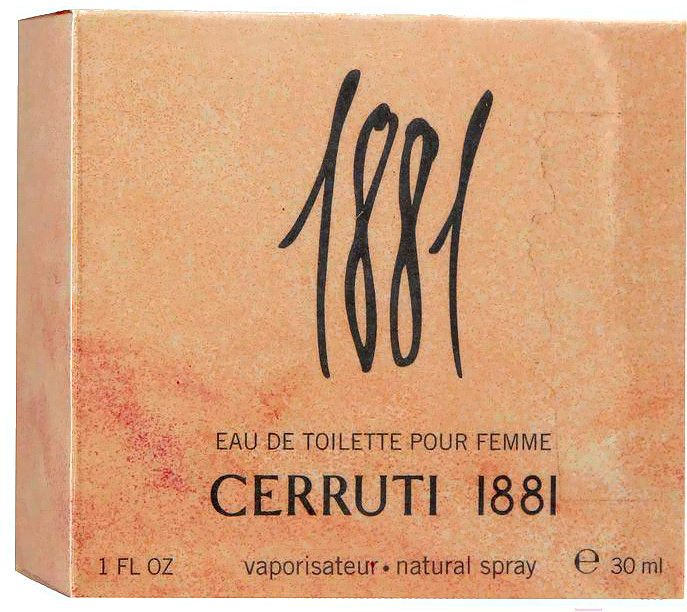 1881
EAU DE TOILETTE POUR FEMME
CERRUTI 1881
1 FL OZ vaporisateur • natural spray ℮ 30 ml